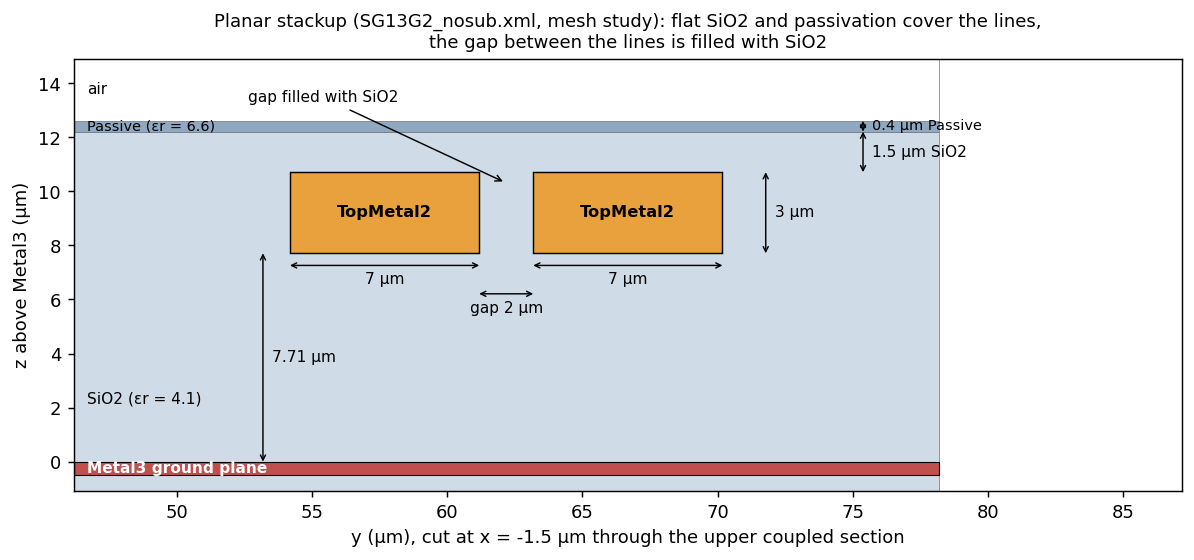 Planar stackup (SG13G2_nosub.xml, mesh study): flat SiO2 and passivation cover the lines,
the gap between the lines is filled with SiO2
air
gap filled with SiO2
Passive (εr = 6.6)
0.4 μm Passive
1.5 μm SiO2
TopMetal2
TopMetal2
3 μm
7 μm
7 μm
gap 2 μm
7.71 μm
SiO2 (εr = 4.1)
Metal3 ground plane
z above Metal3 (μm)
14
12
10
8
6
4
2
0
50
55
60
65
70
75
80
85
y (μm), cut at x = -1.5 μm through the upper coupled section